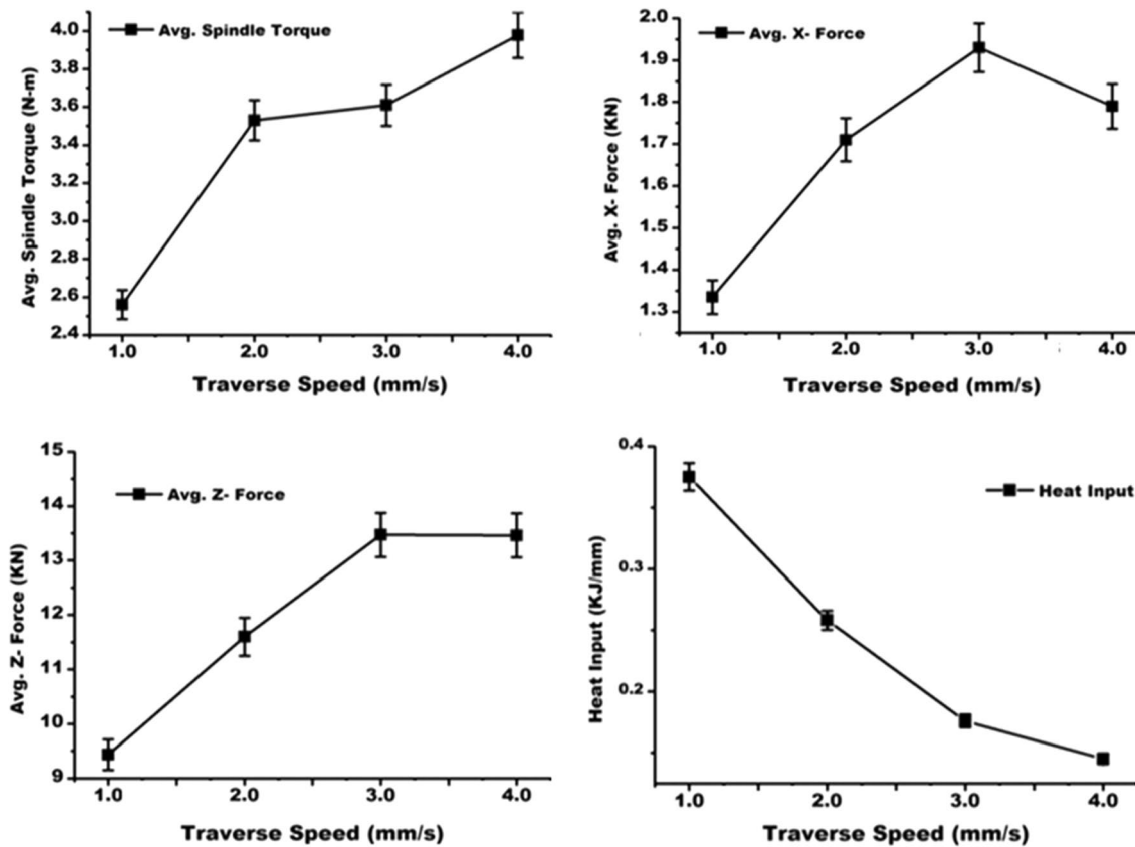 Avg. Spindle Torque (N-m)
4.0
3.8
3.6
3.4
3.2
3.0
2.8
2.6
2.4
Avg. Spindle Torque
1.0 2.0 3.0 4.0
Traverse Speed (mm/s)
Avg. X- Force (KN)
2.0
1.9
1.8
1.7
1.6
1.5
1.4
1.3
Avg. X- Force
1.0 2.0 3.0 4.0
Traverse Speed (mm/s)
Avg. Z- Force (KN)
15
14
13
12
11
10
9
Avg. Z- Force
1.0 2.0 3.0 4.0
Traverse Speed (mm/s)
Heat Input (KJ/mm)
0.4
0.3
0.2
Heat Input
1.0 2.0 3.0 4.0
Traverse Speed (mm/s)